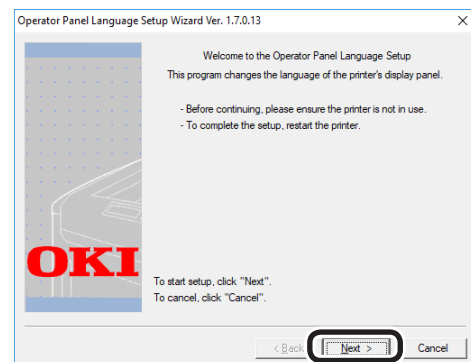 Operator Panel Language Setup Wizard Ver. 1.7.0.13
Welcome to the Operator Panel Language Setup
This program changes the language of the printer's display panel.
- Before continuing, please ensure the printer is not in use.
- To complete the setup, restart the printer.
OKI
To start setup, click "Next".
To cancel, click "Cancel".
< Back
Next >
Cancel